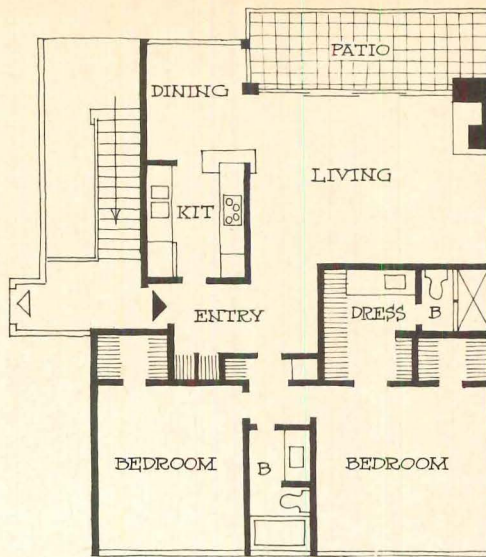 PATIO
DINING
LIVING
KIT
ENTRY
DRESS
B
BEDROOM
B
BEDROOM